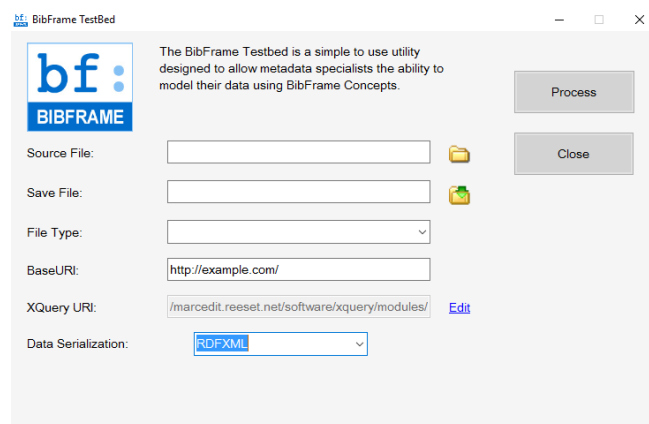 BibFrame TestBed
bf:
BIBFRAME
The BibFrame Testbed is a simple to use utility
designed to allow metadata specialists the ability to
model their data using BibFrame Concepts.
Process
Close
Source File:
Save File:
File Type:
BaseURI:
http://example.com/
XQuery URI:
/marcedit.reeset.net/software/xquery/modules/
Edit
Data Serialization:
RDFXML